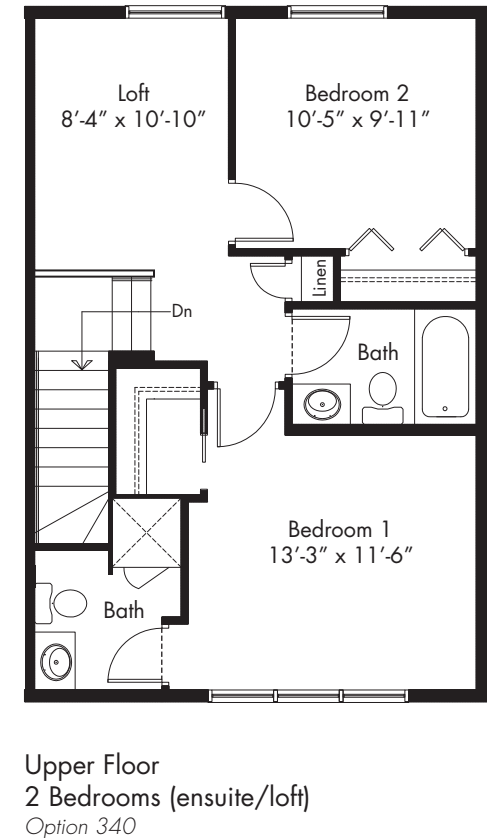 Loft
8’-4” x 10’-10”
Bedroom 2
10’-5” x 9’-11”
Linen
Dn
Bath
Bedroom 1
13’-3” x 11’-6”
Bath
Upper Floor
2 Bedrooms (ensuite/loft)
Option 340